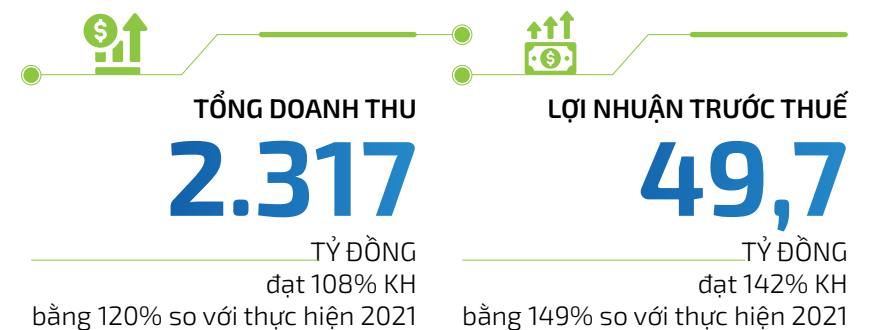 TỔNG DOANH THU
2.317
TỶ ĐỒNG
đạt 108% KH
bằng 120% so với thực hiện 2021
LỢI NHUẬN TRƯỚC THUẾ
49,7
TỶ ĐỒNG
đạt 142% KH
bằng 149% so với thực hiện 2021